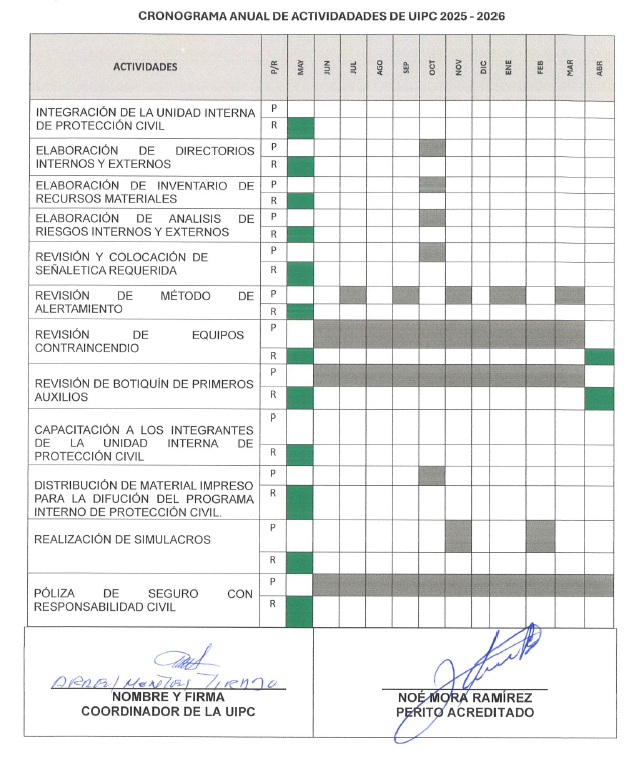 CRONOGRAMA ANUAL DE ACTIVIDADADES DE UIPC 2025 - 2026
ACTIVIDADES P/R MAY JUN JUL AGO SEP OCT NOV DIC ENE FEB MAR ABR
INTEGRACIÓN DE LA UNIDAD INTERNA P
DE PROTECCIÓN CIVIL R
ELABORACIÓN DE DIRECTORIOS P
INTERNOS Y EXTERNOS R
ELABORACIÓN DE INVENTARIO DE P
RECURSOS MATERIALES R
ELABORACIÓN DE ANALISIS DE P
RIESGOS INTERNOS Y EXTERNOS R
REVISIÓN Y COLOCACIÓN DE P
SEÑALETICA REQUERIDA R
REVISIÓN DE MÉTODO DE P
ALERTAMIENTO R
REVISIÓN DE EQUIPOS P
CONTRAINCENDIO R
REVISIÓN DE BOTIQUÍN DE PRIMEROS P
AUXILIOS R
CAPACITACIÓN A LOS INTEGRANTES P
DE LA UNIDAD INTERNA DE
PROTECCIÓN CIVIL R
DISTRIBUCIÓN DE MATERIAL IMPRESO P
PARA LA DIFUCIÓN DEL PROGRAMA R
INTERNO DE PROTECCIÓN CIVIL.
REALIZACIÓN DE SIMULACROS P
R
PÓLIZA DE SEGURO CON P
RESPONSABILIDAD CIVIL R
NOMBRE Y FIRMA
COORDINADOR DE LA UIPC
NOÉ MORA RAMÍREZ
PERITO ACREDITADO